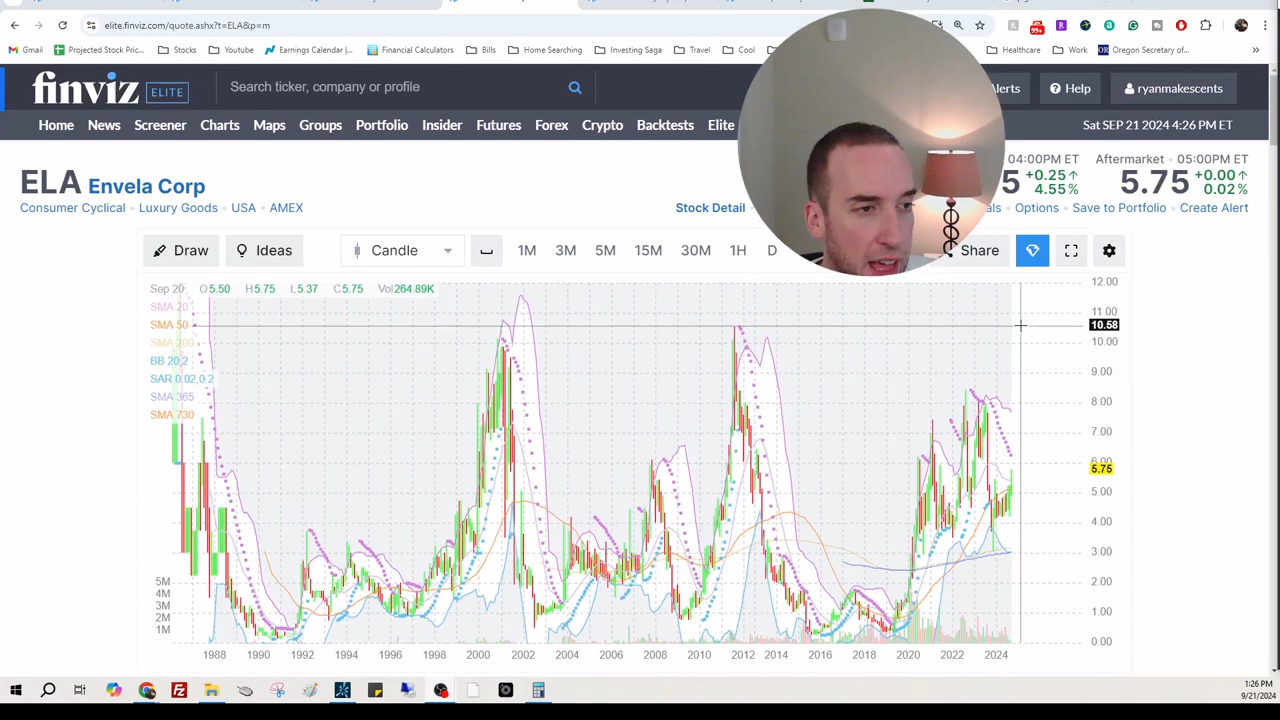 elite.finviz.com/quote.ashx?t=ELA&p=m
Gmail Projected Stock Pric... Stocks Youtube Earnings Calendar |... Financial Calculators Bills Home Searching Investing Saga Travel Cool Healthcare Work Oregon Secretary of... »
99+
finviz ELITE Search ticker, company or profile Help ryanmakescents
Home News Screener Charts Maps Groups Portfolio Insider Futures Forex Crypto Backtests Elite Sat SEP 21 2024 4:26 PM ET
04:00PM ET Aftermarket • 05:00PM ET
ELA Envela Corp
5 +0.25 ↑ 4.55% 5.75 +0.00 ↑ 0.02%
Consumer Cyclical • Luxury Goods • USA • AMEX Stock Detail Options • Save to Portfolio • Create Alert
Draw Ideas Candle 1M 3M 5M 15M 30M 1H D Share
Sep 20 O5.50 H5.75 L5.37 C5.75 Vol264.89K
SMA 20
SMA 50
SMA 200
BB 20,2
SAR 0.02,0.2
SMA 365
SMA 730
12.00
11.00
10.58
10.00
9.00
8.00
7.00
6.00
5.75
5.00
4.00
3.00
2.00
1.00
0.00
5M
4M
3M
2M
1M
1988 1990 1992 1994 1996 1998 2000 2002 2004 2006 2008 2010 2012 2014 2016 2018 2020 2022 2024
1:26 PM
9/21/2024